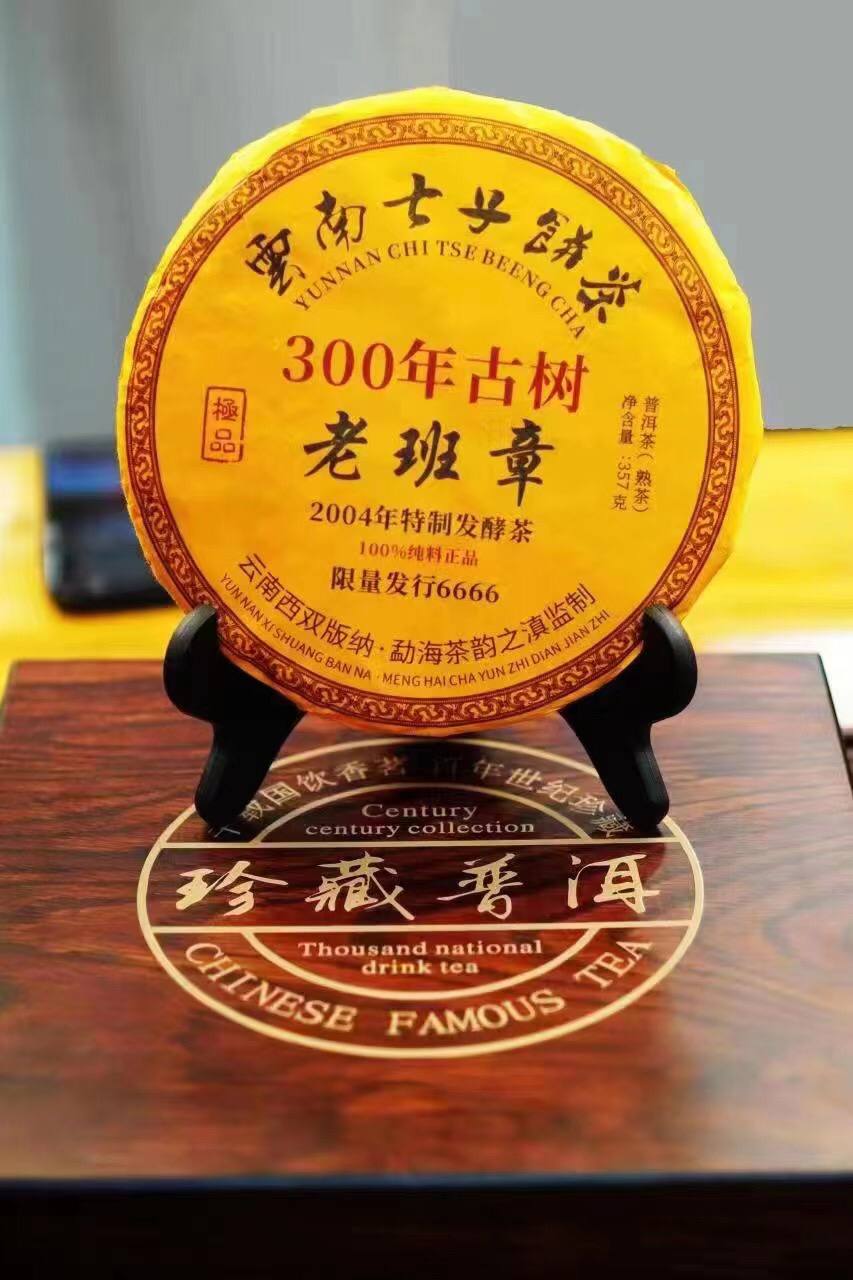 雲南七子餅茶
YUNNAN CHI TSE BEENG CHA
300年古树
極品
老班章
普洱茶（熟茶）
净含量：357克
2004年特制发酵茶
100%纯料正品
限量发行6666
云南西双版纳·勐海茶韵之滇监制
YUN NAN XI SHUANG BAN NA · MENG HAI CHA YUN ZHI DIAN JIAN ZHI
国饮香茗 年世纪珍藏
Century
century collection
珍藏普洱
Thousand national
drink tea
CHINESE FAMOUS TEA